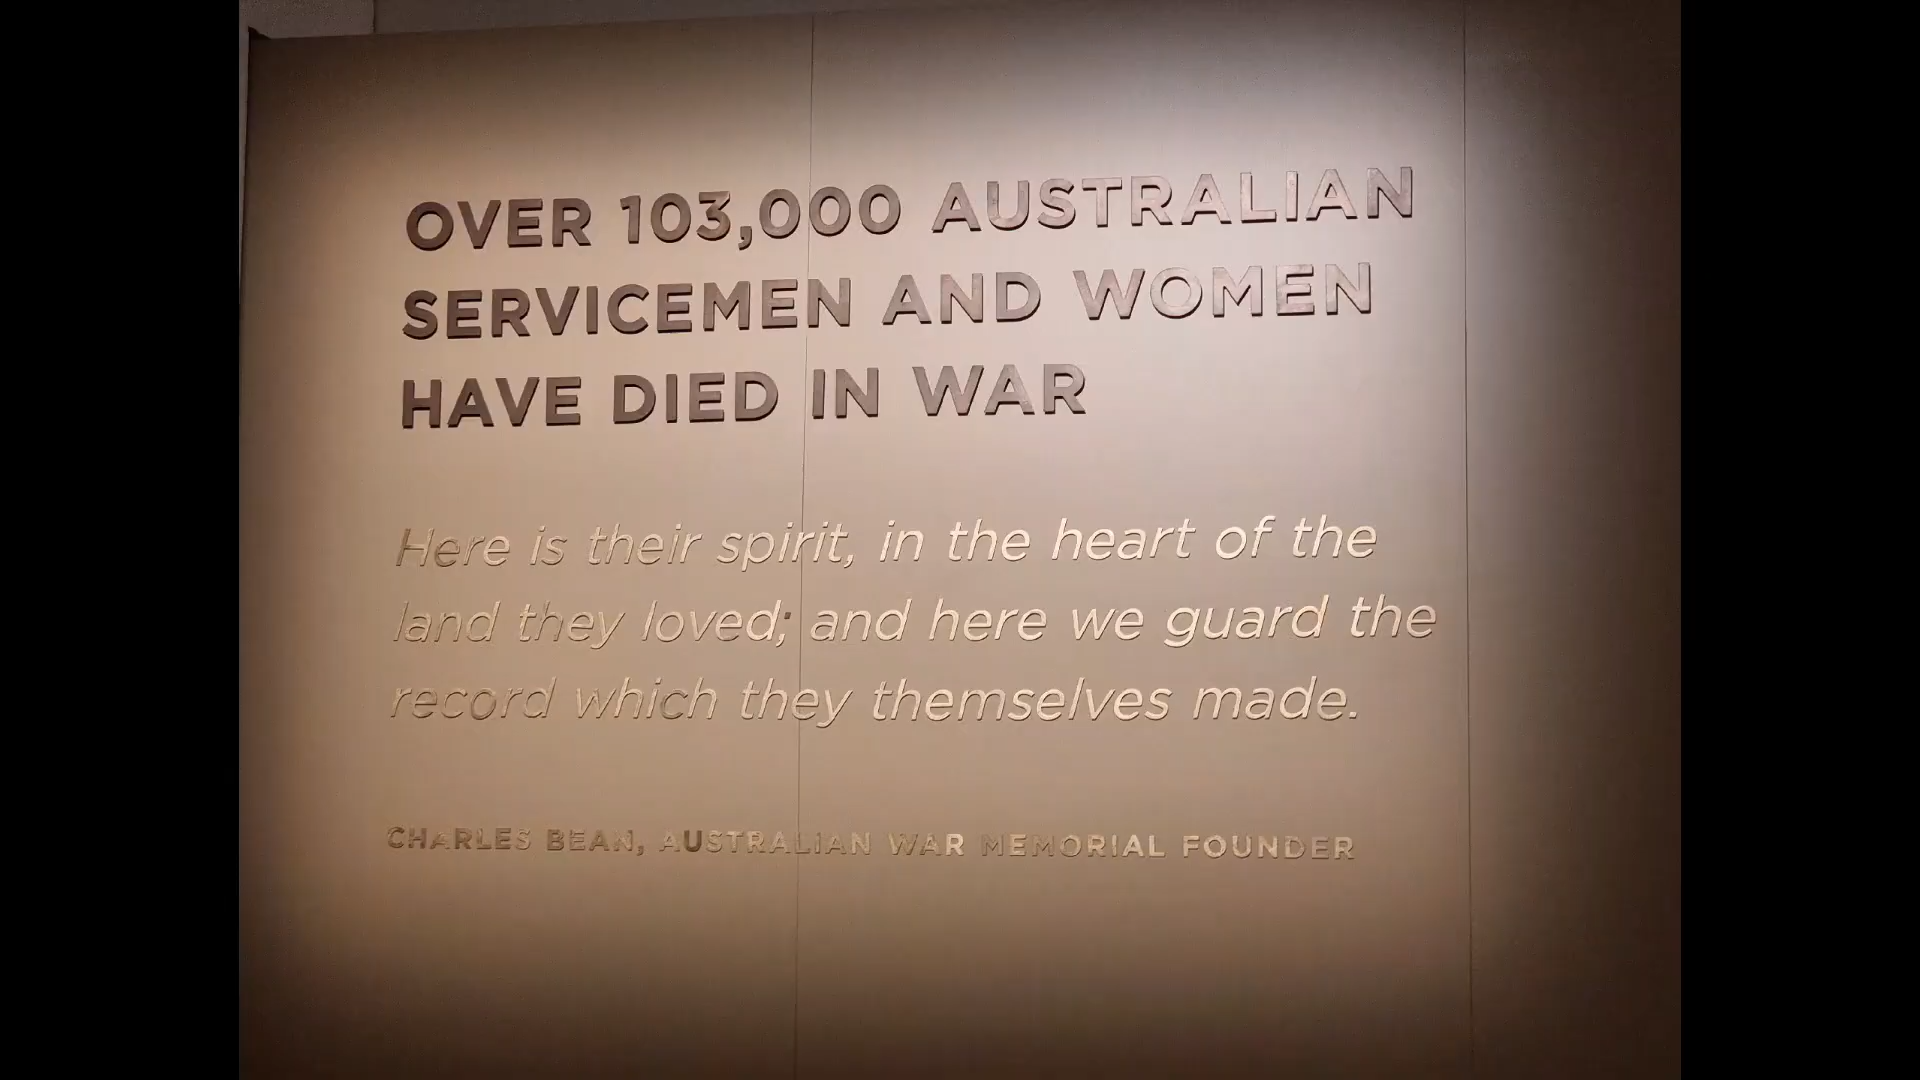 OVER 103,000 AUSTRALIAN
SERVICEMEN AND WOMEN
HAVE DIED IN WAR
Here is their spirit, in the heart of the
land they loved; and here we guard the
record which they themselves made.
CHARLES BEAN, AUSTRALIAN WAR MEMORIAL FOUNDER